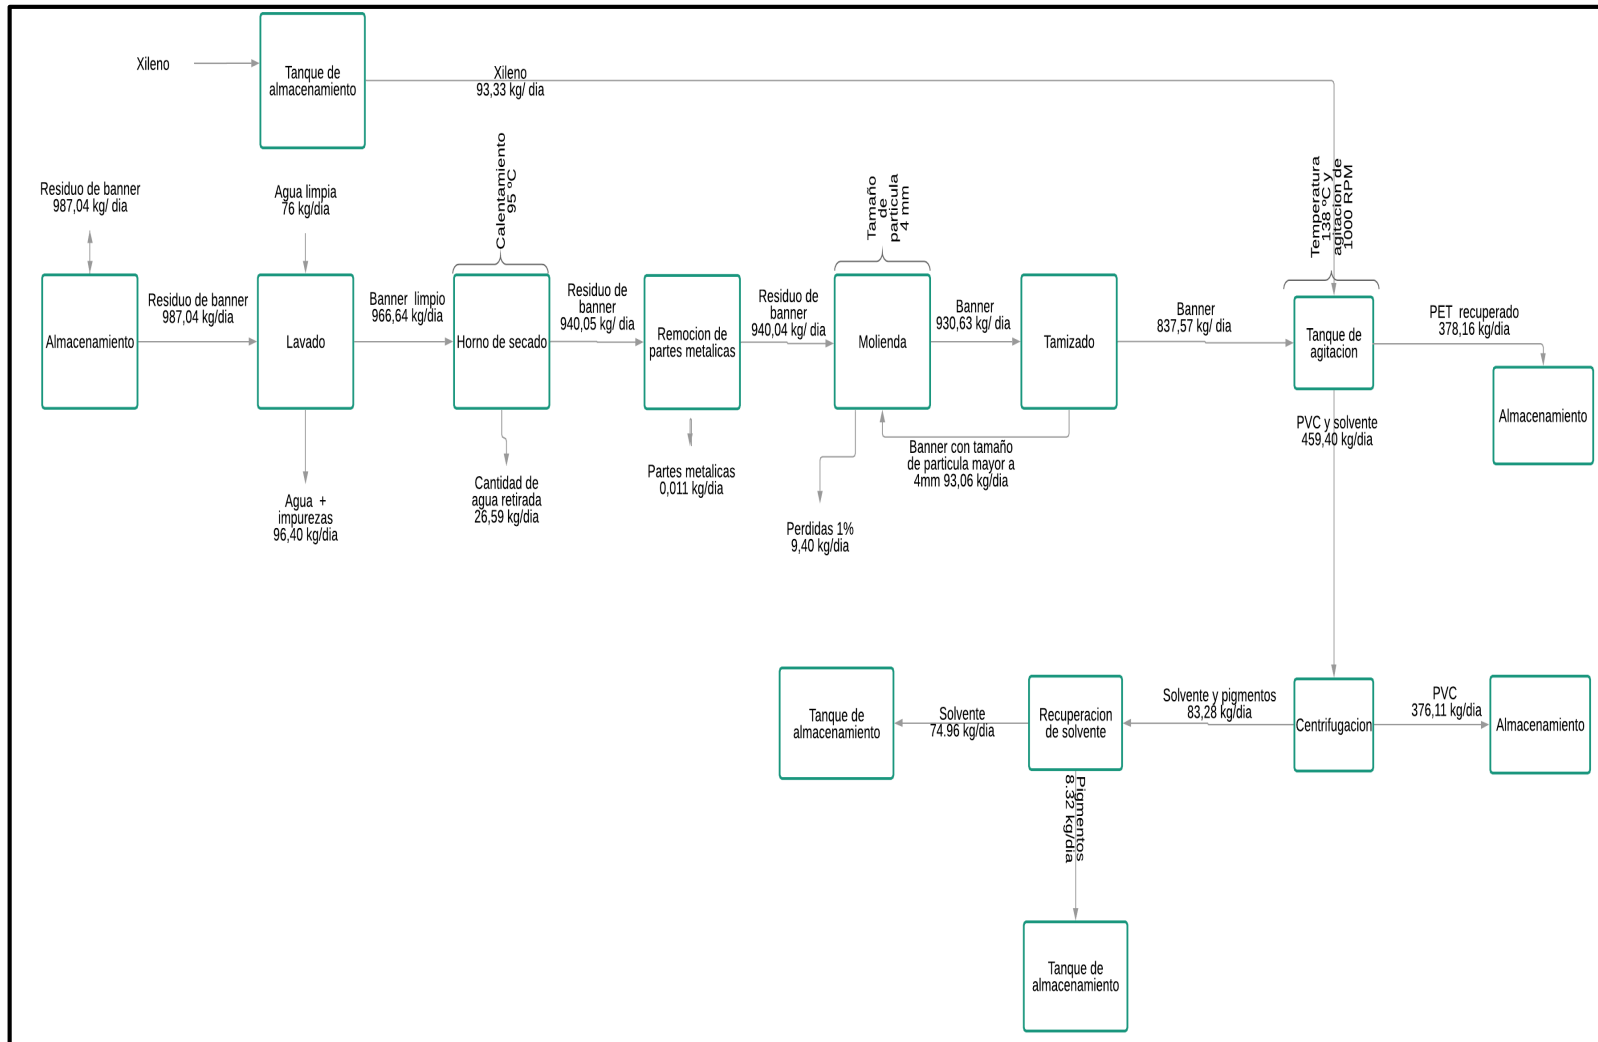 Xileno
Tanque de
almacenamiento
Xileno
93,33 kg/ dia
Residuo de banner
987,04 kg/ dia
Agua limpia
76 kg/dia
Calentamiento
95 ºC
Tamaño
de
particula
4 mm
Temperatura
138 ºC y
agitacion de
1000 RPM
Almacenamiento
Residuo de banner
987,04 kg/dia
Lavado
Banner limpio
966,64 kg/dia
Horno de secado
Residuo de
banner
940,05 kg/ dia
Remocion de
partes metalicas
Residuo de
banner
940,04 kg/ dia
Molienda
Banner
930,63 kg/ dia
Tamizado
Banner
837,57 kg/ dia
Tanque de
agitacion
PET recuperado
378,16 kg/dia
Almacenamiento
Agua +
impurezas
96,40 kg/dia
Cantidad de
agua retirada
26,59 kg/dia
Partes metalicas
0,011 kg/dia
Perdidas 1%
9,40 kg/dia
Banner con tamaño
de particula mayor a
4mm 93,06 kg/dia
PVC y solvente
459,40 kg/dia
Tanque de
almacenamiento
Solvente
74.96 kg/dia
Recuperacion
de solvente
Solvente y pigmentos
83,28 kg/dia
Centrifugacion
PVC
376,11 kg/dia
Almacenamiento
Pigmentos
8.32 kg/dia
Tanque de
almacenamiento